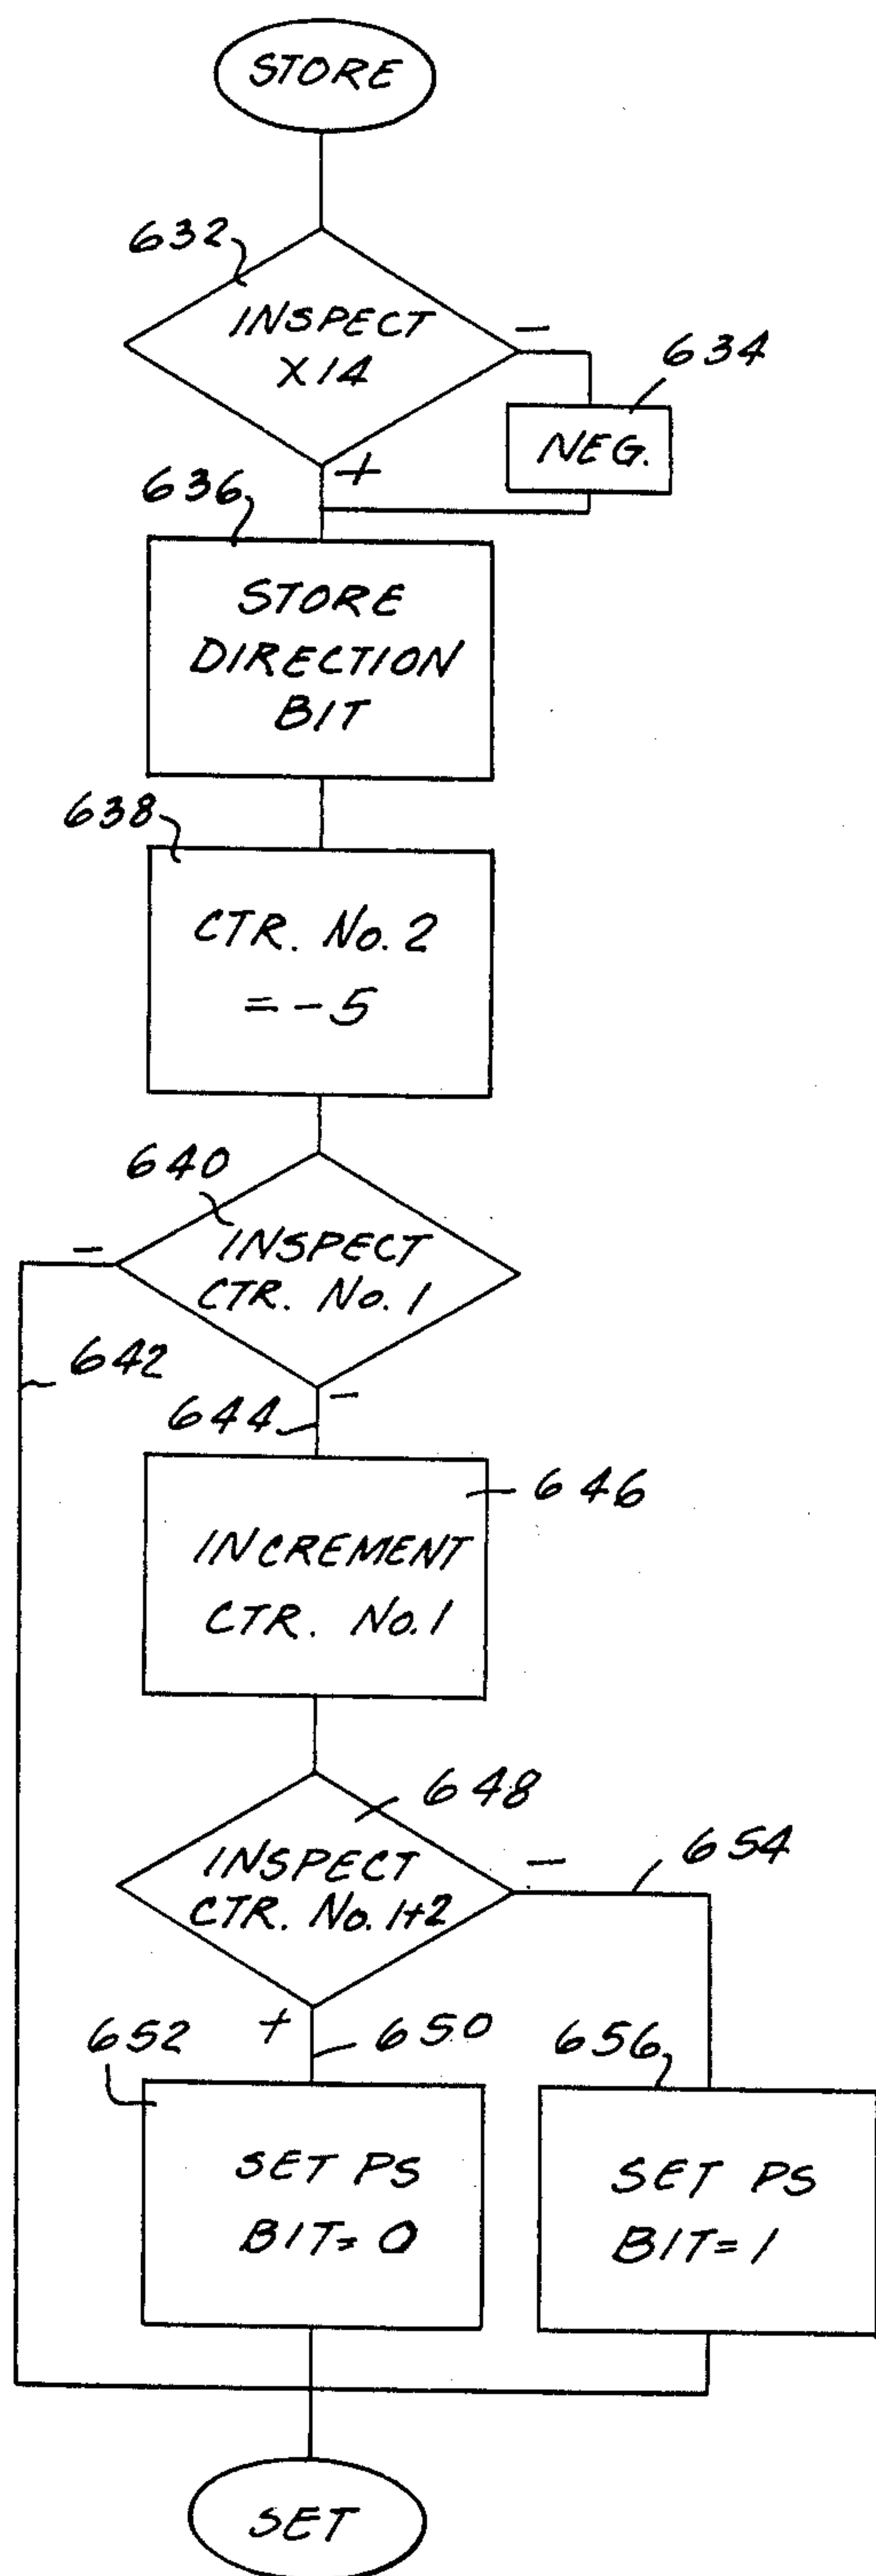 STORE
632
INSPECT
X14
-
634
NEG.
+
636
STORE
DIRECTION
BIT
638
CTR. No. 2
= -5
640
INSPECT
CTR. No. 1
-
642
-
644
646
INCREMENT
CTR. No. 1
648
INSPECT
CTR. No. 1+2
-
654
+
650
652
656
SET PS
BIT= 0
SET PS
BIT= 1
SET